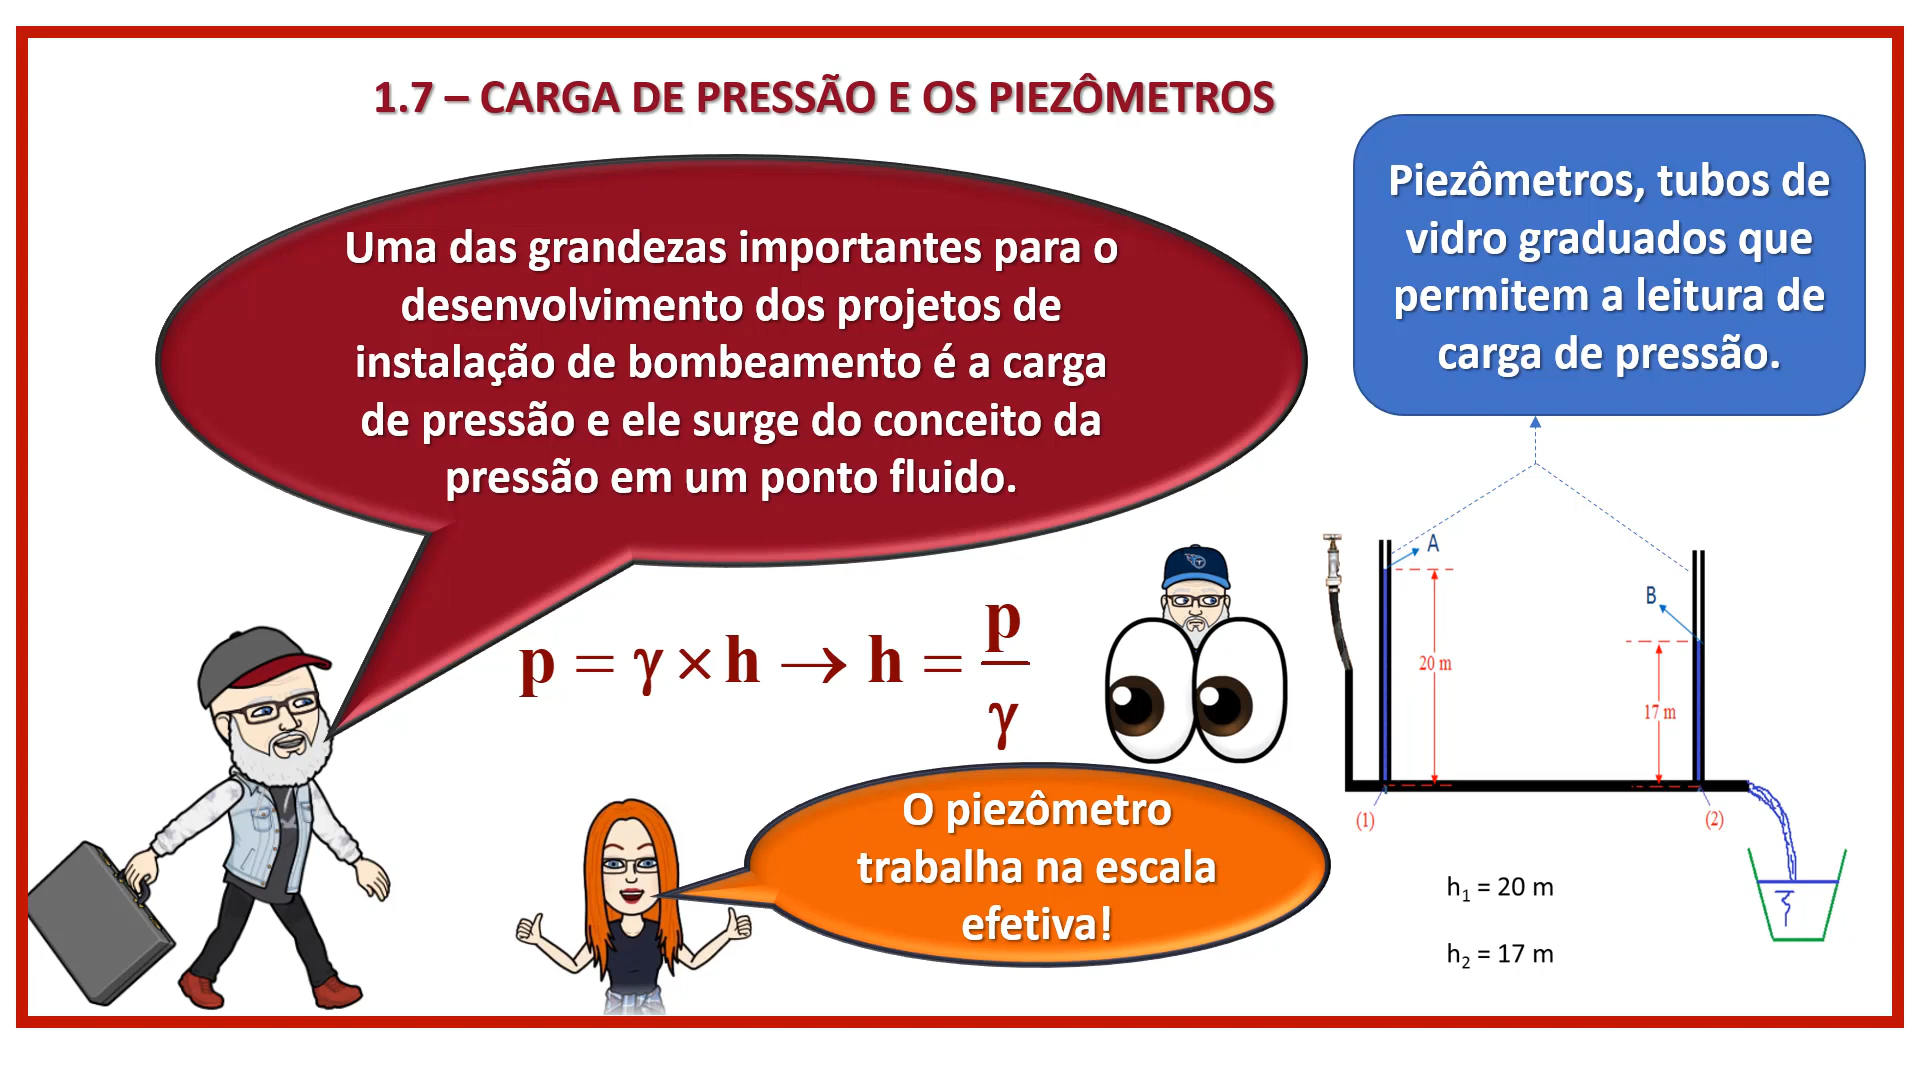 1.7 – CARGA DE PRESSÃO E OS PIEZÔMETROS
Uma das grandezas importantes para o
desenvolvimento dos projetos de
instalação de bombeamento é a carga
de pressão e ele surge do conceito da
pressão em um ponto fluido.
Piezômetros, tubos de
vidro graduados que
permitem a leitura de
carga de pressão.
p = γ × h → h = p/γ
O piezômetro
trabalha na escala
efetiva!
A
B
20 m
17 m
(1)
(2)
h₁ = 20 m
h₂ = 17 m